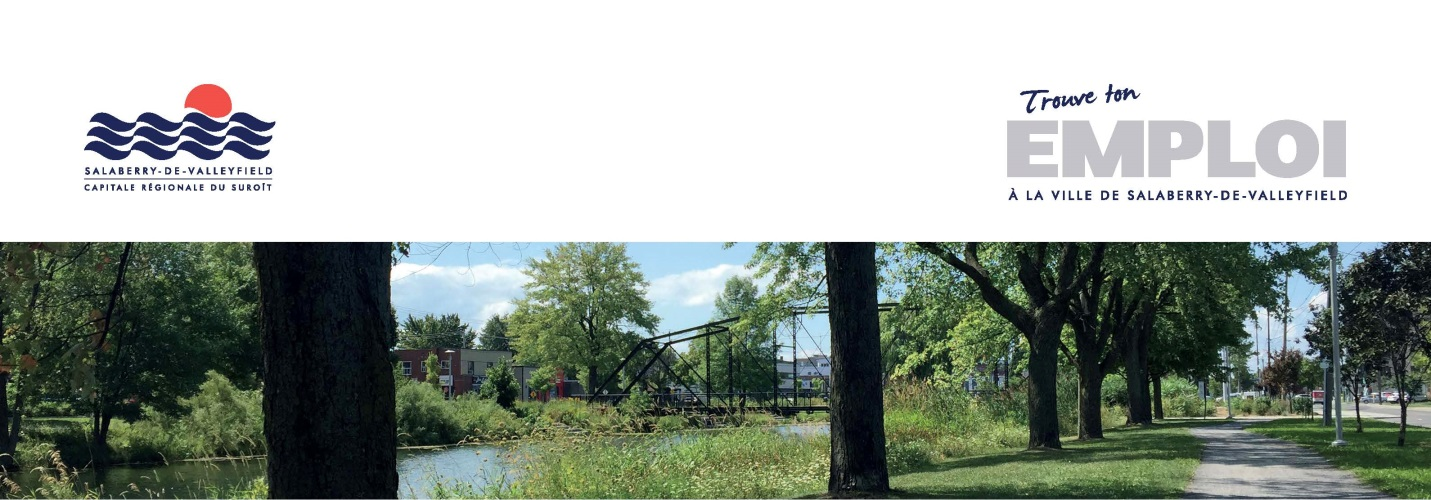 SALABERRY-DE-VALLEYFIELD
CAPITALE RÉGIONALE DU SUROÎT
Trouve ton
EMPLOI
À LA VILLE DE SALABERRY-DE-VALLEYFIELD